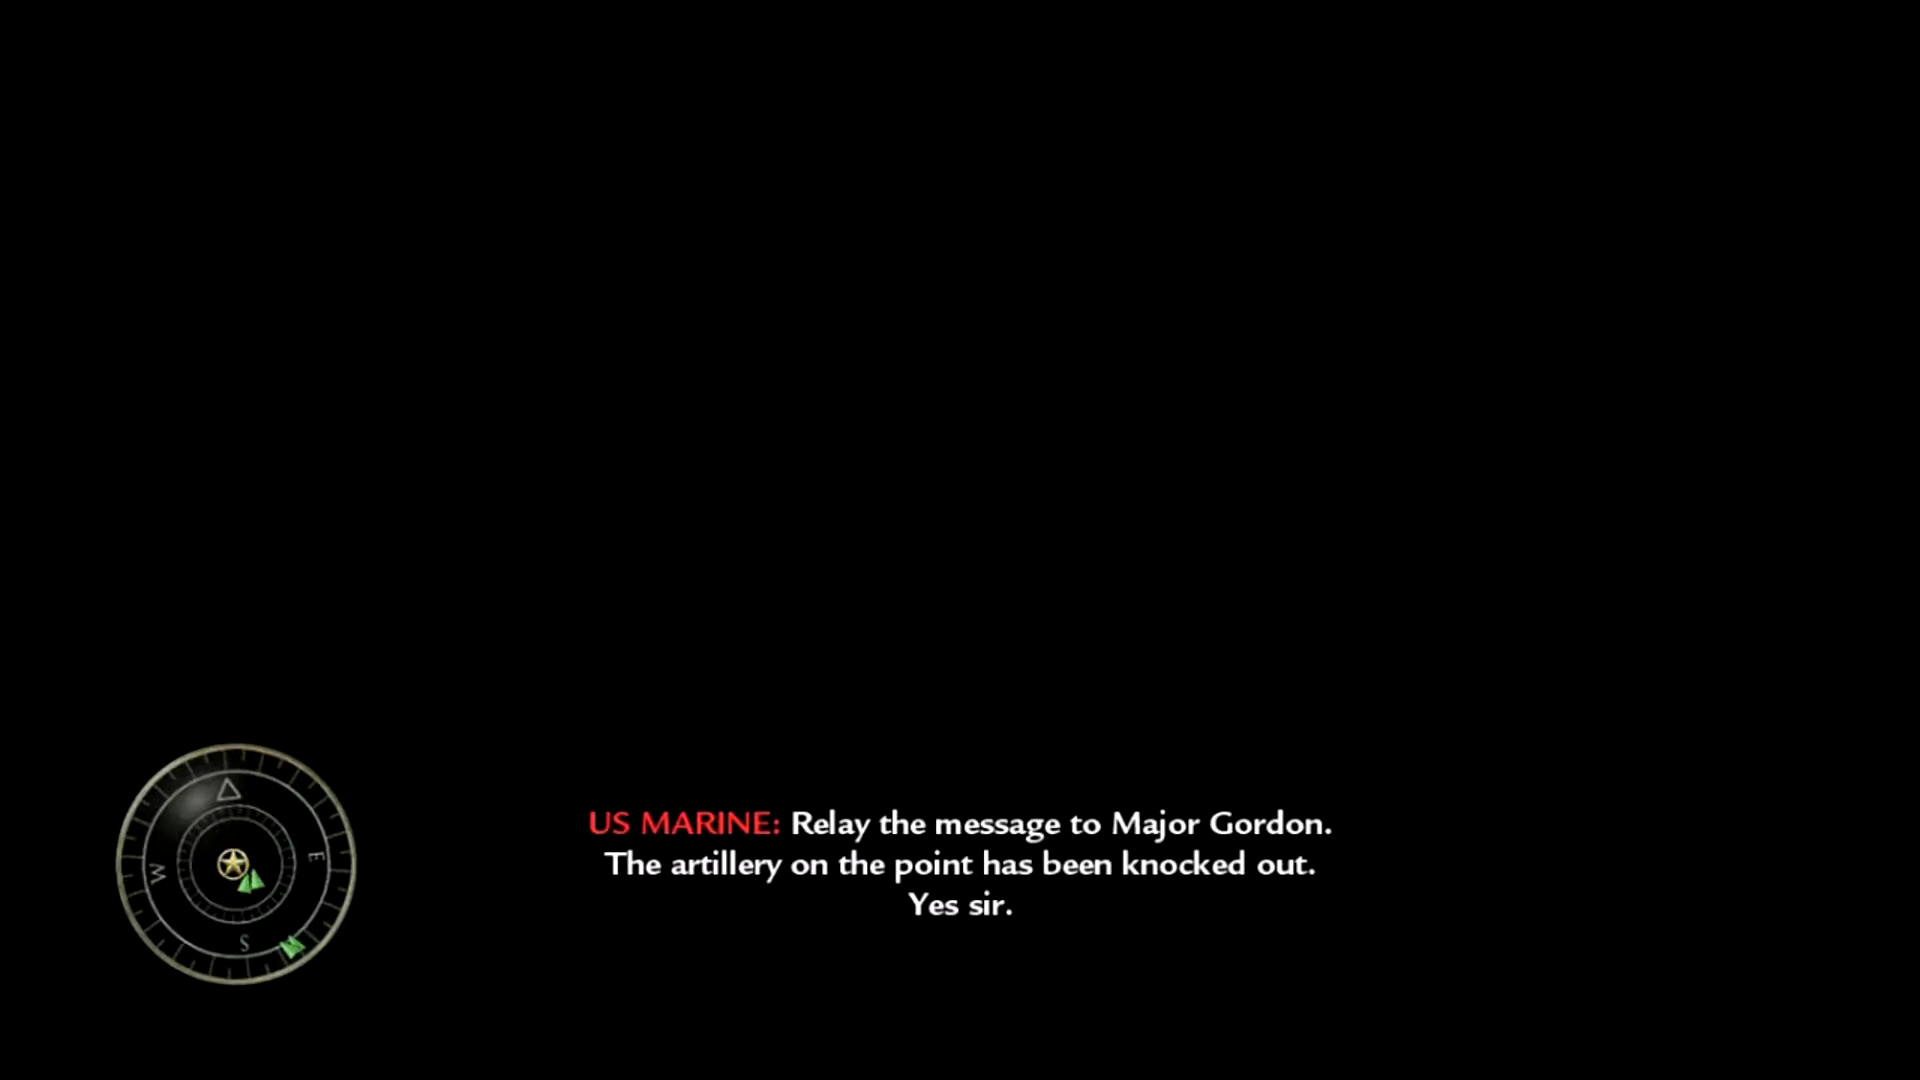 US MARINE: Relay the message to Major Gordon.
The artillery on the point has been knocked out.
Yes sir.
W
E
S